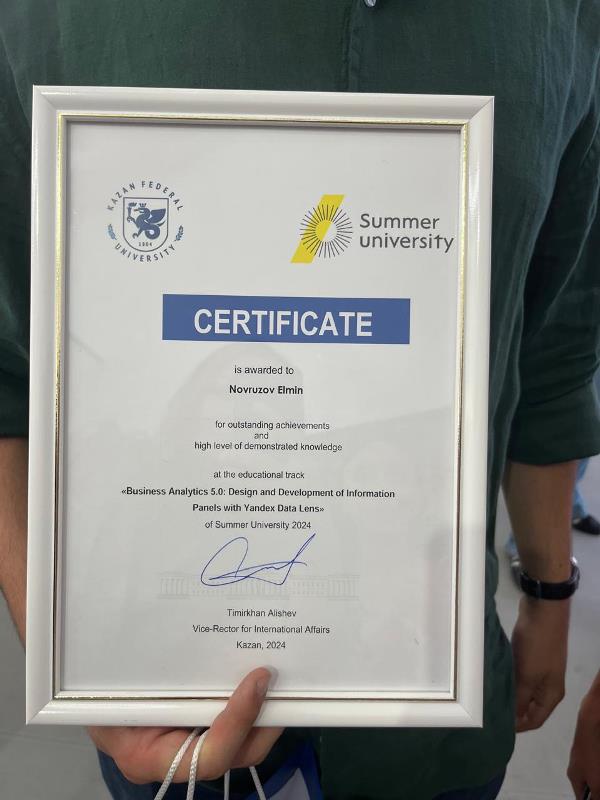 KAZAN FEDERAL
1804
UNIVERSITY
Summer
university
CERTIFICATE
is awarded to
Novruzov Elmin
for outstanding achievements
and
high level of demonstrated knowledge
at the educational track
«Business Analytics 5.0: Design and Development of Information
Panels with Yandex Data Lens»
of Summer University 2024
Timirkhan Alishev
Vice-Rector for International Affairs
Kazan, 2024